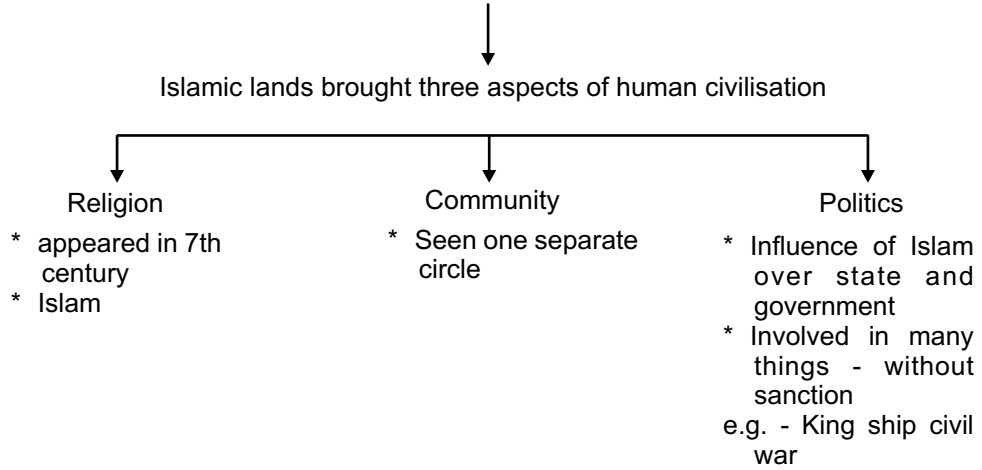 Islamic lands brought three aspects of human civilisation
Religion
* appeared in 7th
century
* Islam
Community
* Seen one separate
circle
Politics
* Influence of Islam
over state and
government
* Involved in many
things - without
sanction
e.g. - King ship civil
war